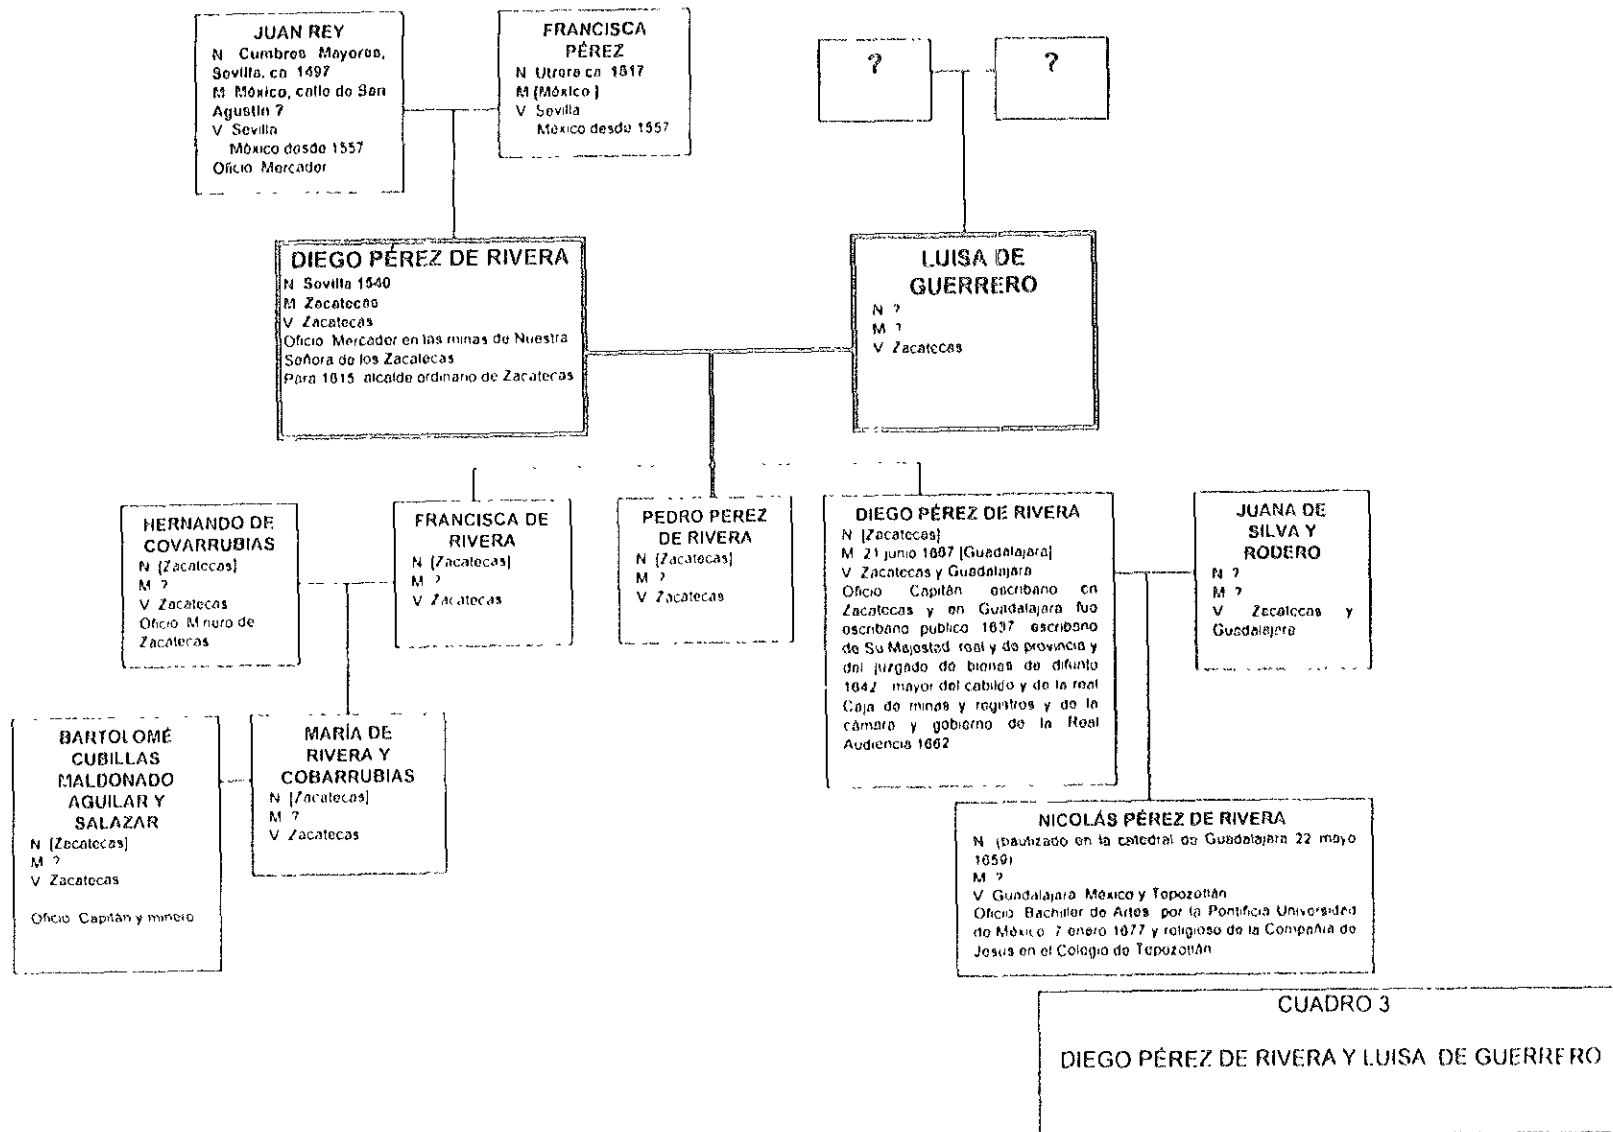 JUAN REY
N Cumbres Mayores,
Sevilla, ca 1497
M México, calle de San
Agustín ?
V Sevilla
México desde 1557
Oficio Mercader
FRANCISCA
PÉREZ
N Utrera ca 1517
M [México]
V Sevilla
México desde 1557
?
?
DIEGO PÉREZ DE RIVERA
N Sevilla 1540
M Zacatecas
V Zacatecas
Oficio Mercader en las minas de Nuestra
Señora de los Zacatecas
Para 1615 alcalde ordinario de Zacatecas
LUISA DE
GUERRERO
N ?
M ?
V Zacatecas
HERNANDO DE
COVARRUBIAS
N [Zacatecas]
M ?
V Zacatecas
Oficio Minero de
Zacatecas
FRANCISCA DE
RIVERA
N [Zacatecas]
M ?
V Zacatecas
PEDRO PÉREZ
DE RIVERA
N [Zacatecas]
M ?
V Zacatecas
DIEGO PÉREZ DE RIVERA
N [Zacatecas]
M 21 junio 1667 [Guadalajara]
V Zacatecas y Guadalajara
Oficio Capitán escribano en
Zacatecas y en Guadalajara fue
escribano publico 1637 escribano
de Su Majestad real y de provincia y
del juzgado de bienes de difunto
1642 mayor del cabildo y de la real
Caja de minas y registros y de la
cámara y gobierno de la Real
Audiencia 1662
JUANA DE
SILVA Y
RODERO
N ?
M ?
V Zacatecas y
Guadalajara
BARTOLOMÉ
CUBILLAS
MALDONADO
AGUILAR Y
SALAZAR
N [Zacatecas]
M ?
V Zacatecas
Oficio Capitán y minero
MARÍA DE
RIVERA Y
COBARRUBIAS
N [Zacatecas]
M ?
V Zacatecas
NICOLÁS PÉREZ DE RIVERA
N (bautizado en la catedral de Guadalajara 22 mayo
1659)
M ?
V Guadalajara México y Tepozotlán
Oficio Bachiller de Artes por la Pontificia Universidad
de México 7 enero 1677 y religioso de la Compañía de
Jesus en el Colegio de Tepozotlán
CUADRO 3
DIEGO PÉREZ DE RIVERA Y LUISA DE GUERRERO